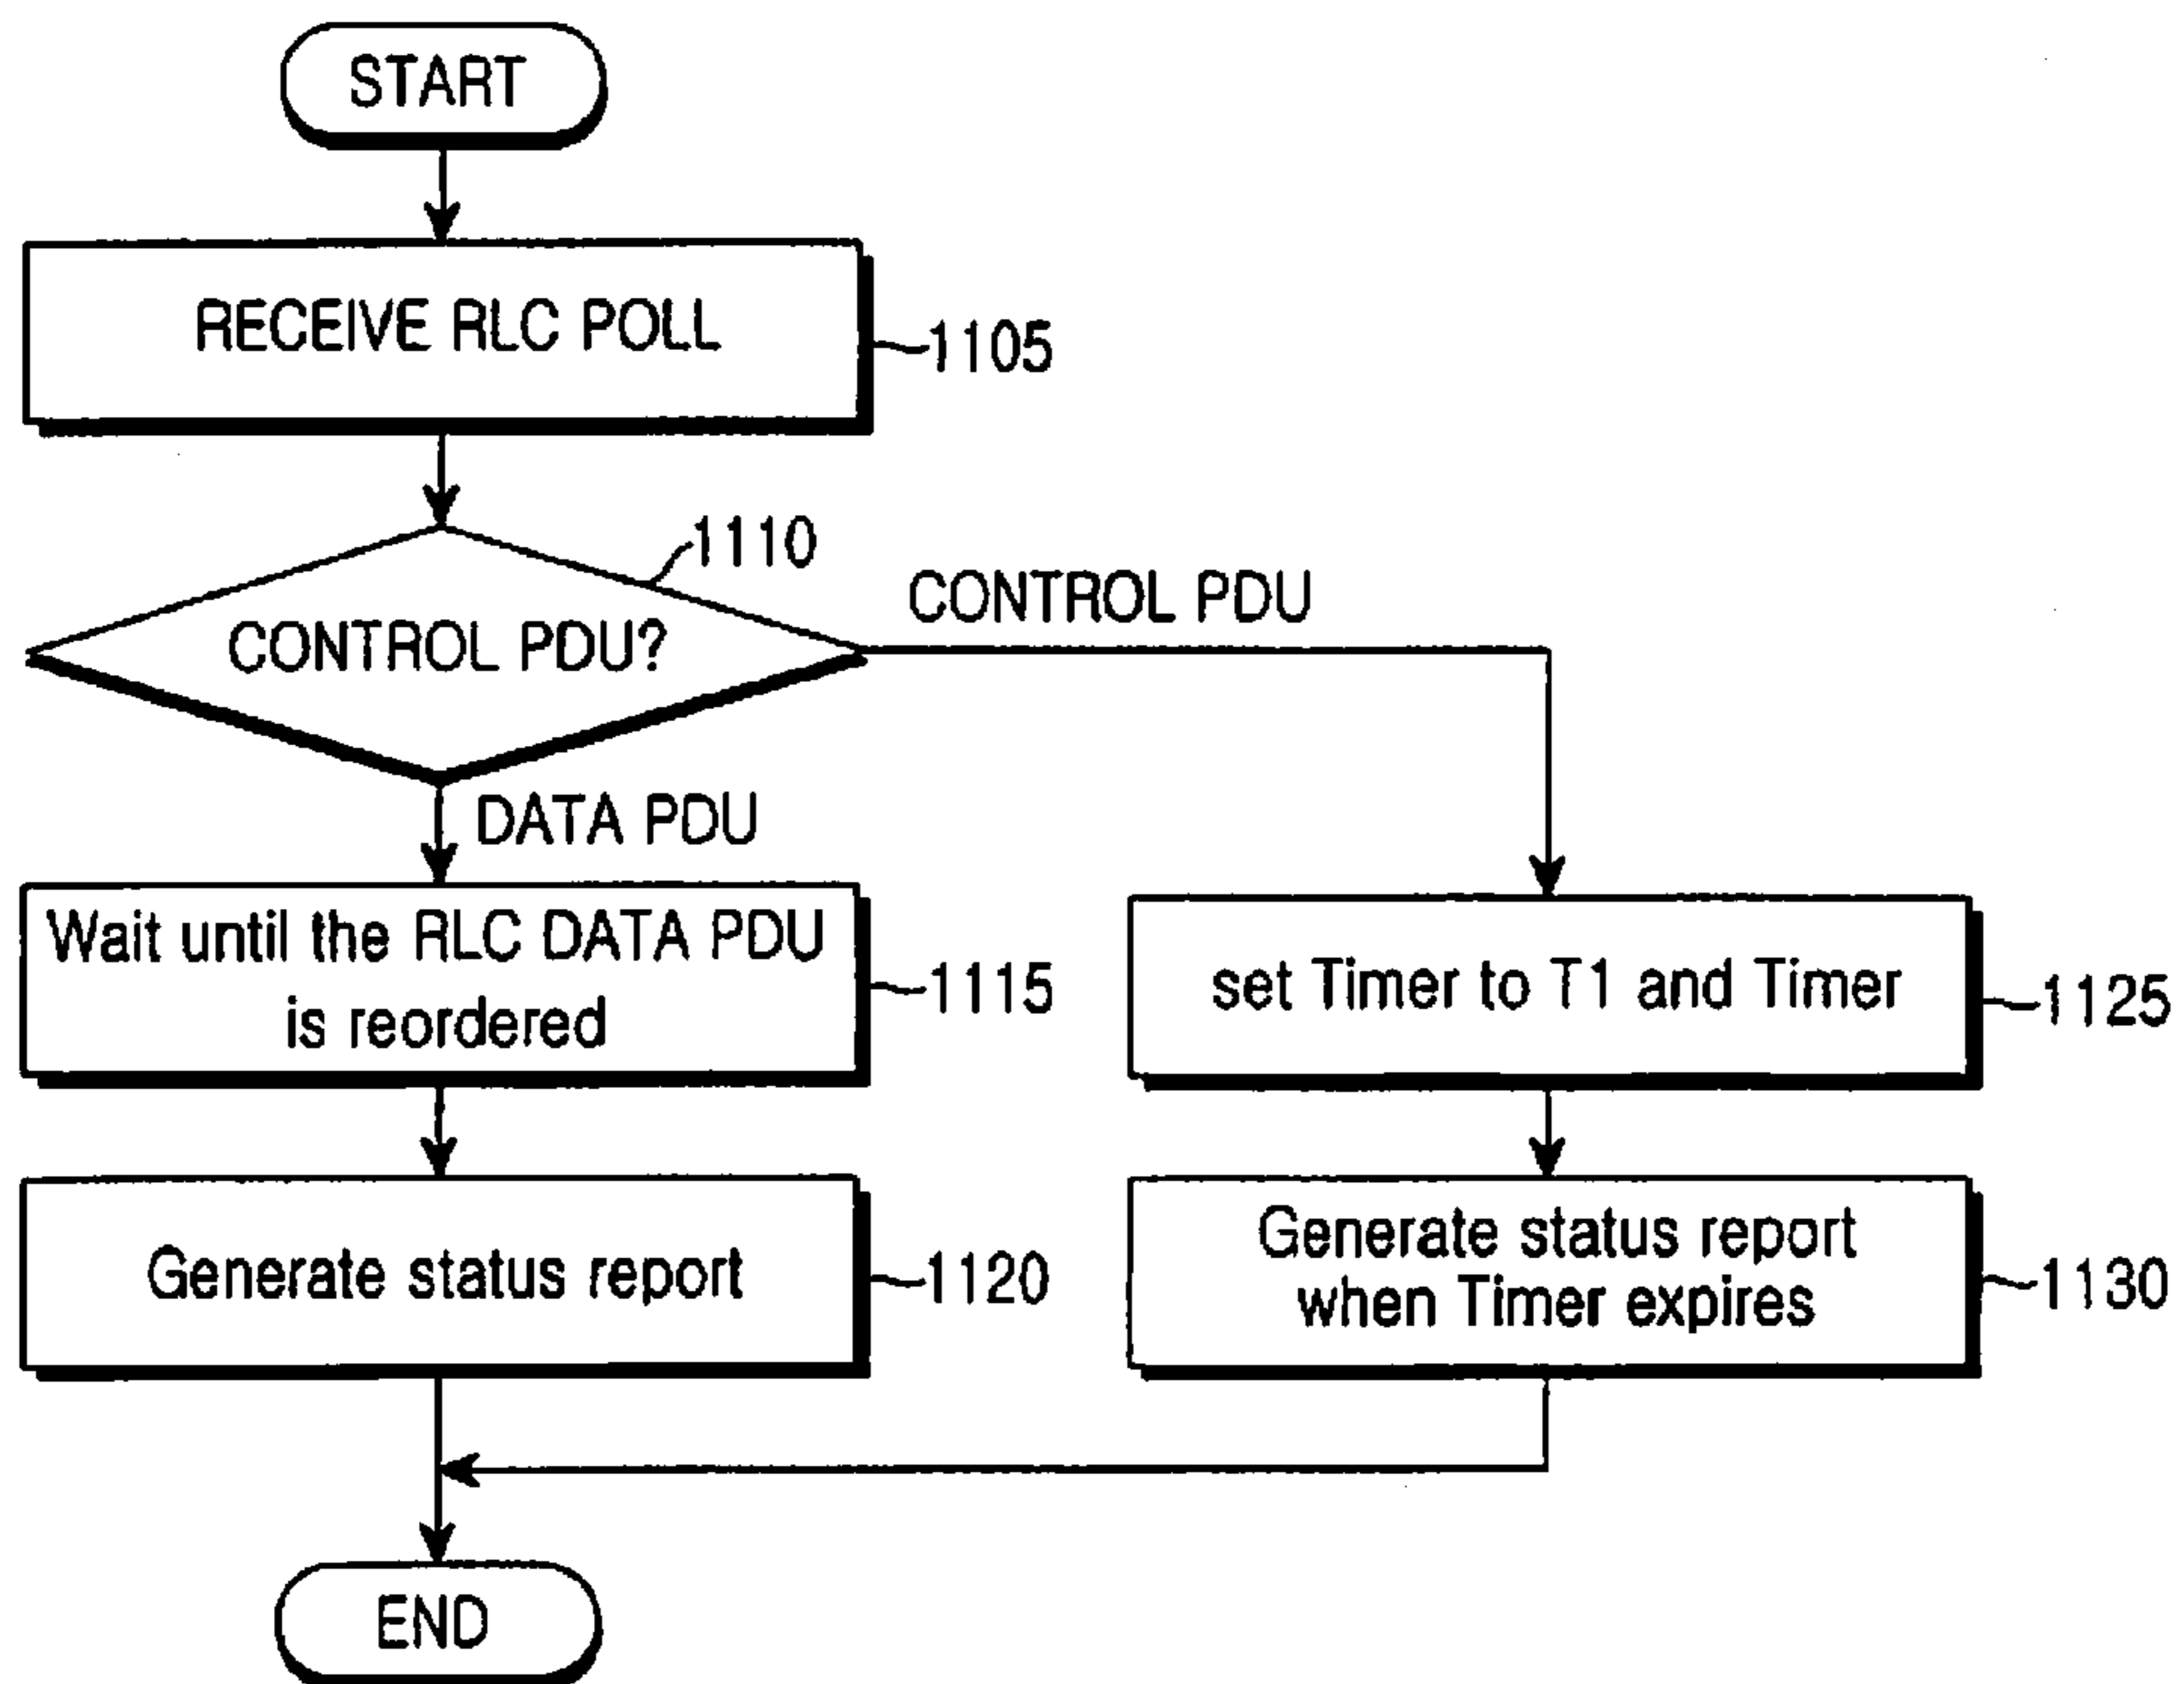 START
RECEIVE RLC POLL
1105
1110
CONTROL PDU?
CONTROL PDU
DATA PDU
Wait until the RLC DATA PDU
is reordered
1115
set Timer to T1 and Timer
1125
Generate status report
1120
Generate status report
when Timer expires
1130
END